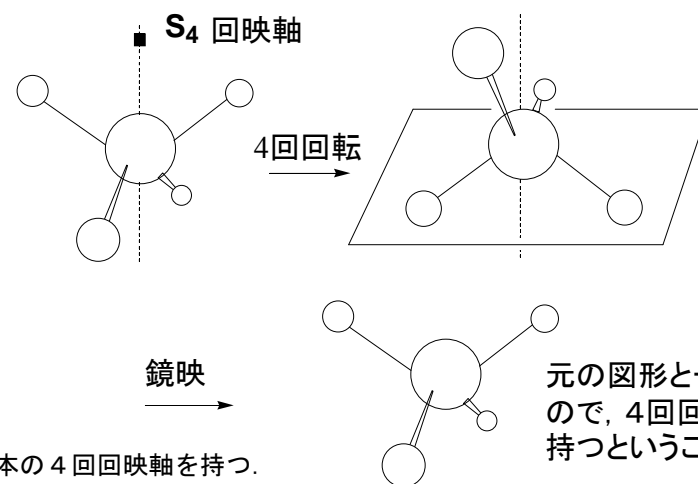 S₄ 回映軸
4回回転
鏡映
元の図形と
ので, 4回回
持つというこ
本の4回回映軸を持つ.